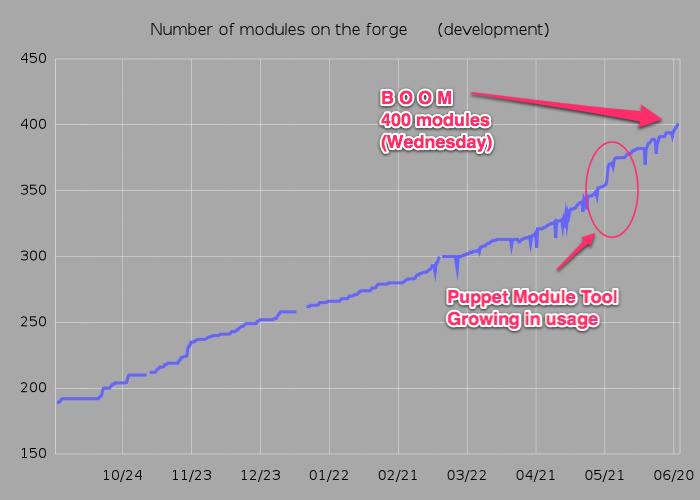 Number of modules on the forge (development)
450
400
350
300
250
200
150
B O O M
400 modules
(Wednesday)
Puppet Module Tool
Growing in usage
10/24 11/23 12/23 01/22 02/21 03/22 04/21 05/21 06/20